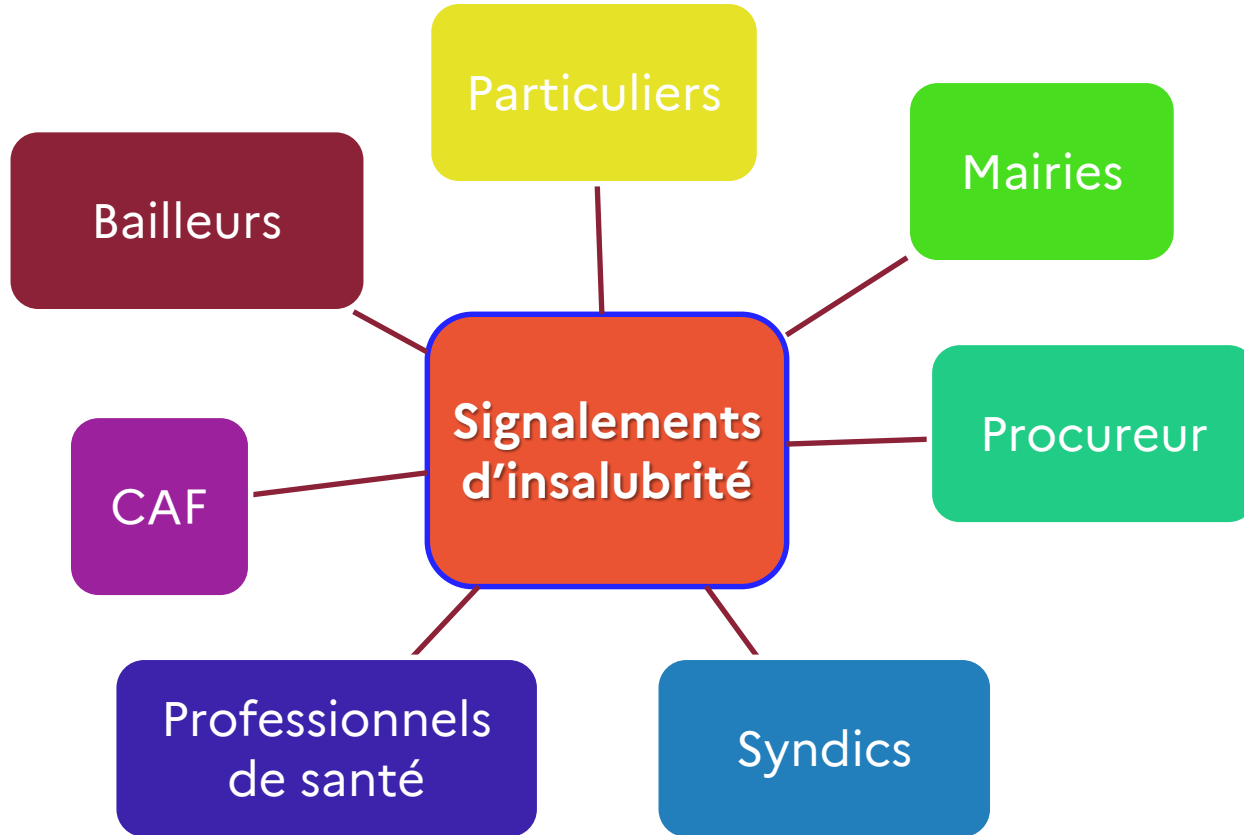 Particuliers
Mairies
Bailleurs
Signalements
d’insalubrité
Procureur
CAF
Professionnels
de santé
Syndics